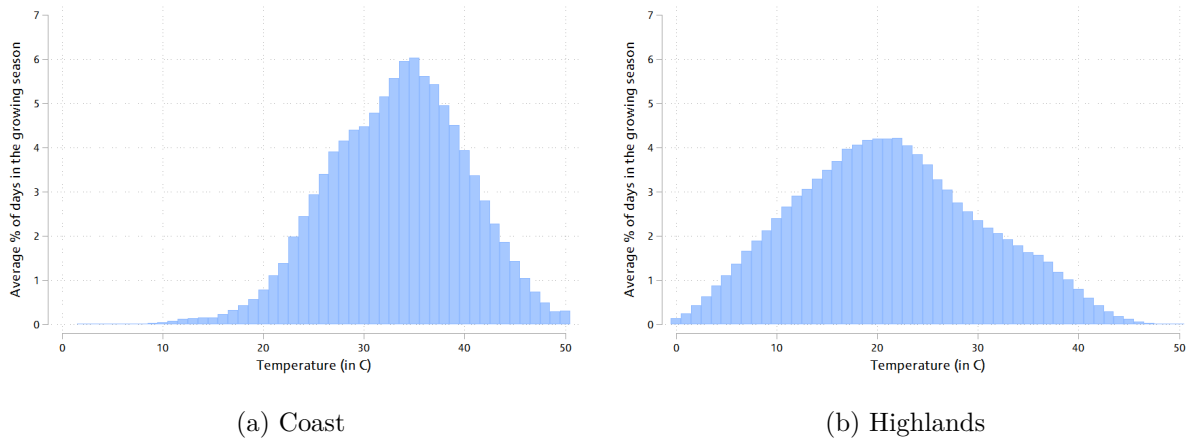 Average % of days in the growing season
7
6
5
4
3
2
1
0
0 10 20 30 40 50
Temperature (in C)
(a) Coast
Average % of days in the growing season
7
6
5
4
3
2
1
0
0 10 20 30 40 50
Temperature (in C)
(b) Highlands